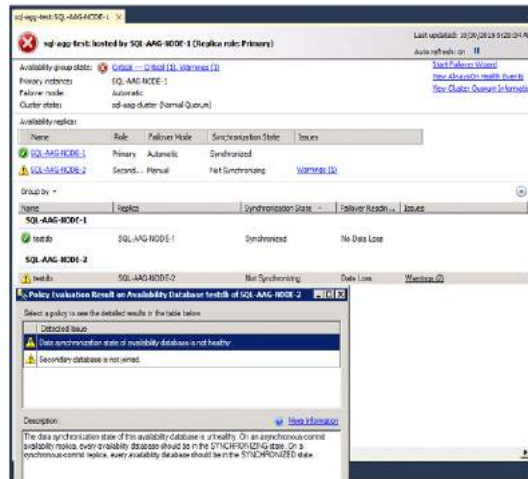 sql-agg-test:SQL-AAG-NODE-1 X
sql-agg-test: hosted by SQL-AAG-NODE-1 (Replica role: Primary)
Last updated: 10/30/2015
Auto refresh: on
Availability group state: Critical — Critical (1), Warnings (1)
Start Failover Wizard
Primary instance: SQL-AAG-NODE-1
View AlwaysOn Health Events
Failover mode: Automatic
View Cluster Quorum Informati
Cluster state: (Normal Quorum)
Availability replica:
Name Role Failover Mode Synchronization State Issues
SQL-AAG-NODE-1 Primary Automatic Synchronized
SQL-AAG-NODE-2 Second... Manual Not Synchronizing Warnings (1)
Group by
Name Replica Synchronization State Failover Readin... Issues
SQL-AAG-NODE-1
testdb SQL-AAG-NODE-1 Synchronized No Data Loss
SQL-AAG-NODE-2
testdb SQL-AAG-NODE-2 Not Synchronizing Data Loss Warnings (2)
Policy Evaluation Result on Availability Database testdb of SQL-AAG-NODE-2
Select a policy to see the detailed results in the table below
Detected Issue
Data synchronization state of availability database is not healthy.
Secondary database is not joined.
Description:
More Information
The data synchronization state of this availability database is unhealthy. On an asynchronous-commit
availability replica, every availability database should be in the SYNCHRONIZING state. On a
synchronous-commit replica, every availability database should be in the SYNCHRONIZED state.